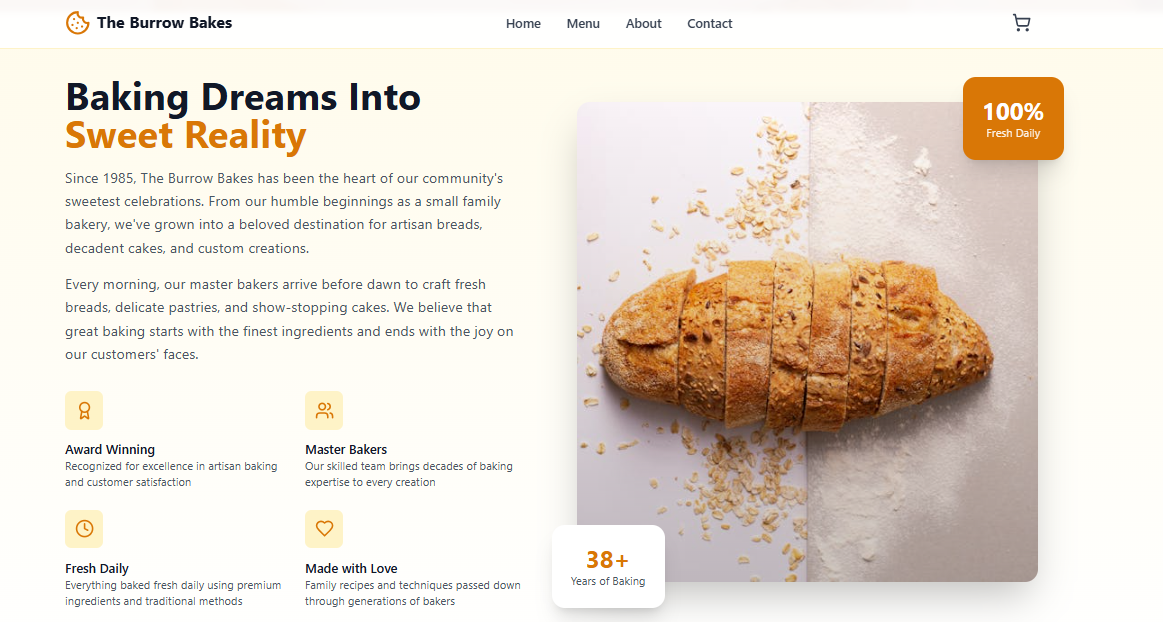 The Burrow Bakes
Home Menu About Contact
Baking Dreams Into
Sweet Reality
Since 1985, The Burrow Bakes has been the heart of our community's
sweetest celebrations. From our humble beginnings as a small family
bakery, we've grown into a beloved destination for artisan breads,
decadent cakes, and custom creations.
Every morning, our master bakers arrive before dawn to craft fresh
breads, delicate pastries, and show-stopping cakes. We believe that
great baking starts with the finest ingredients and ends with the joy on
our customers' faces.
Award Winning
Recognized for excellence in artisan baking
and customer satisfaction
Master Bakers
Our skilled team brings decades of baking
expertise to every creation
Fresh Daily
Everything baked fresh daily using premium
ingredients and traditional methods
Made with Love
Family recipes and techniques passed down
through generations of bakers
100%
Fresh Daily
38+
Years of Baking